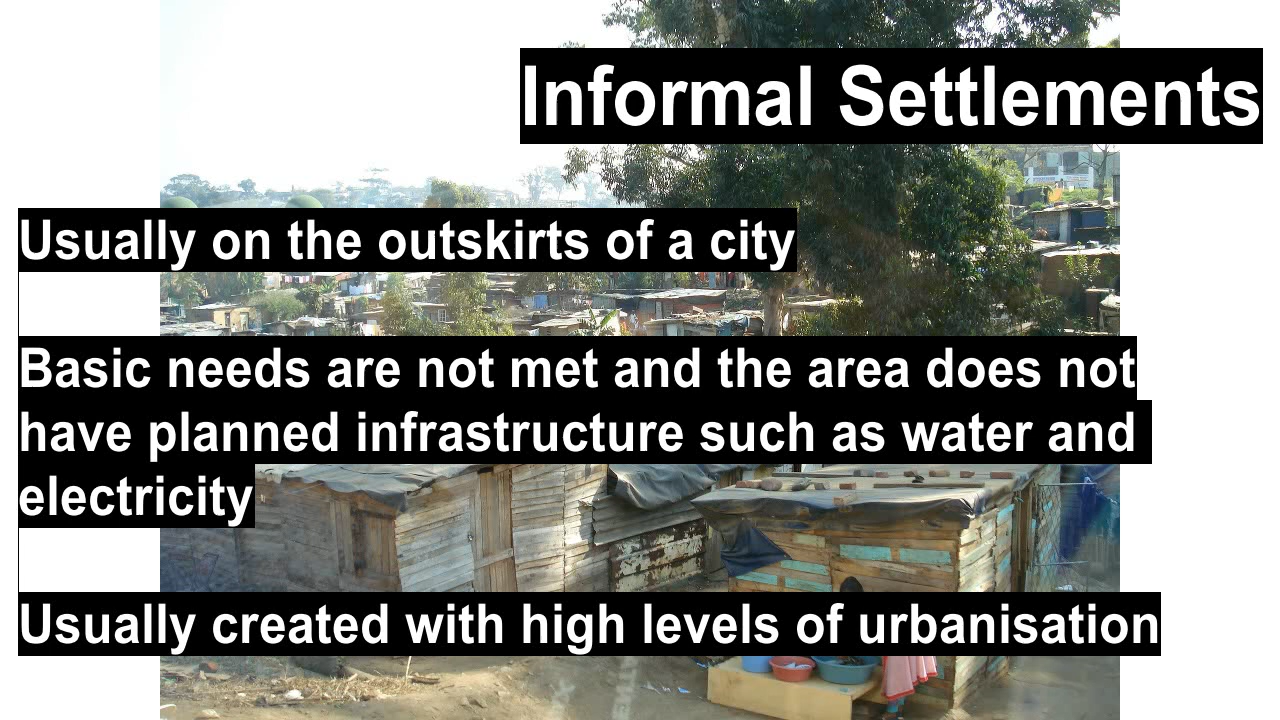 Informal Settlements
Usually on the outskirts of a city
Basic needs are not met and the area does not
have planned infrastructure such as water and
electricity
Usually created with high levels of urbanisation